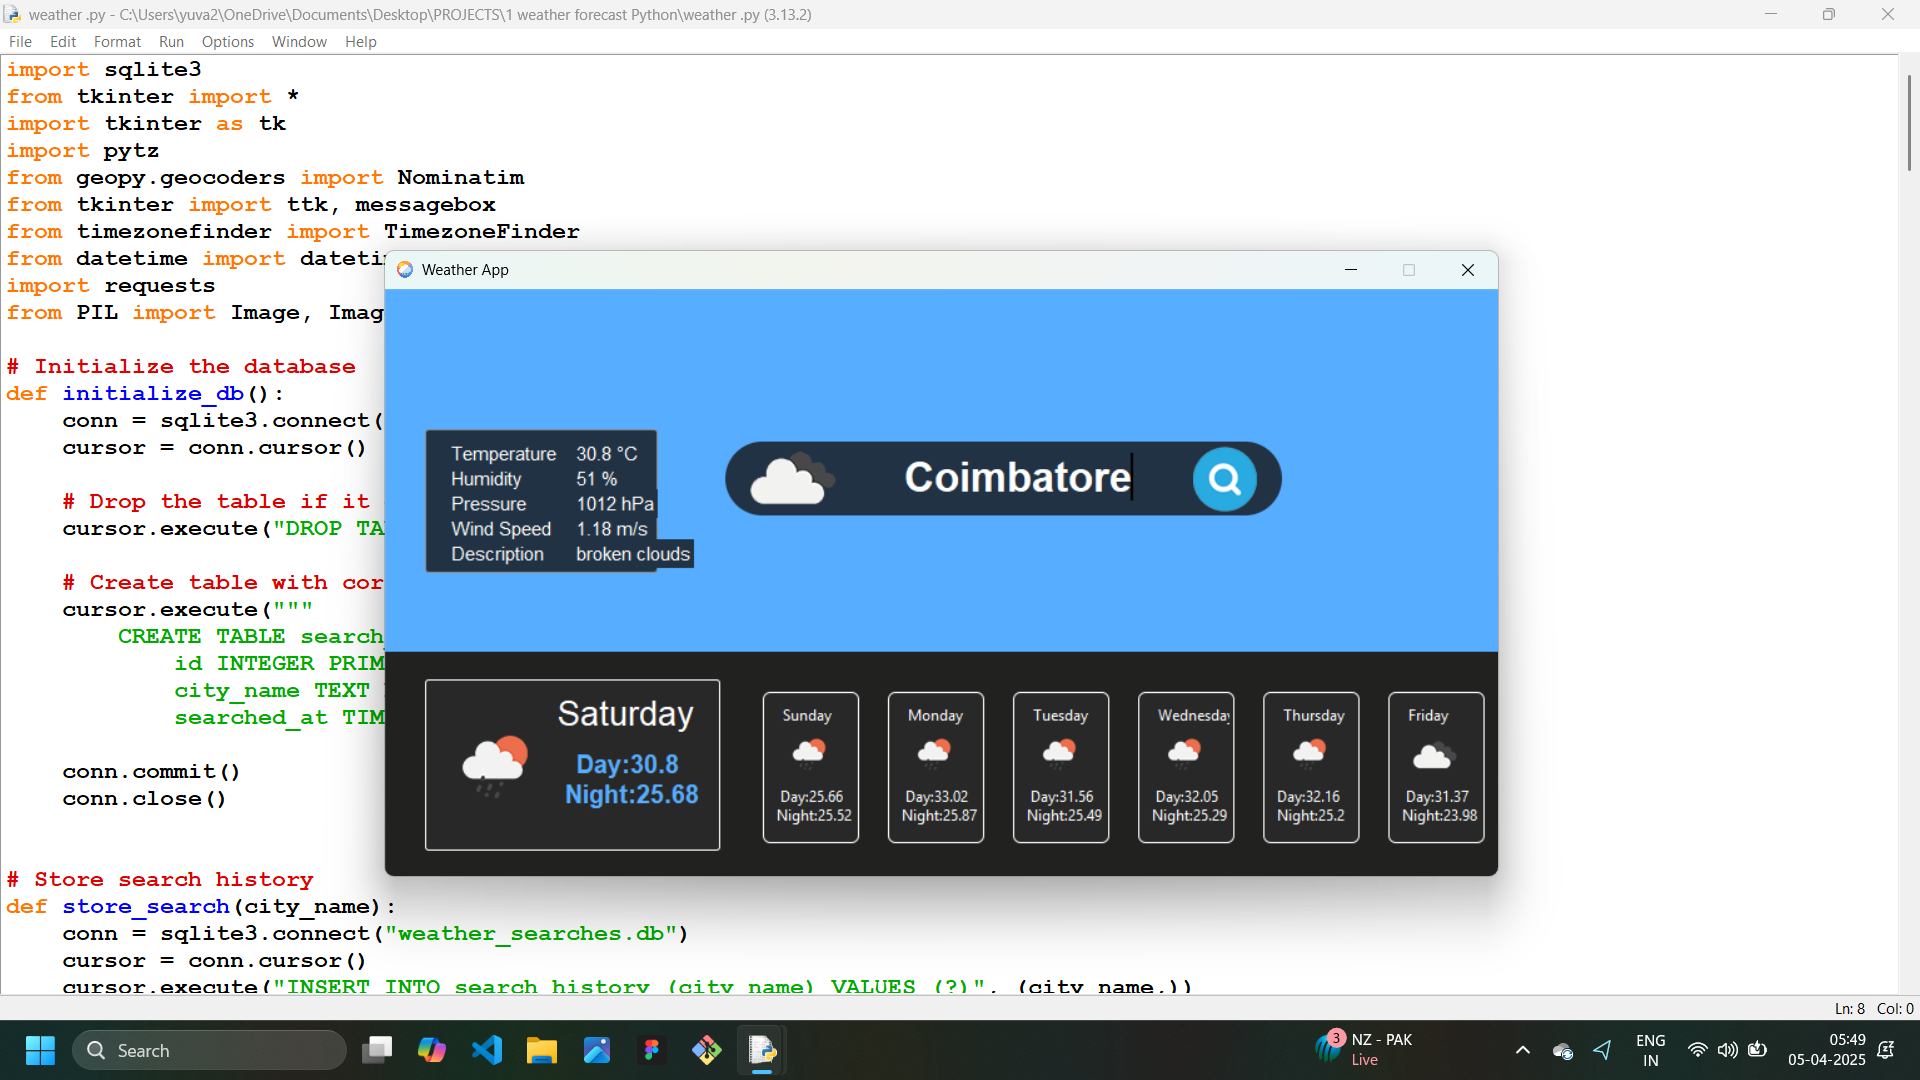 weather .py - C:\Users\yuva2\OneDrive\Documents\Desktop\PROJECTS\1 weather forecast Python\weather .py (3.13.2)
File Edit Format Run Options Window Help
import sqlite3
from tkinter import *
import tkinter as tk
import pytz
from geopy.geocoders import Nominatim
from tkinter import ttk, messagebox
from timezonefinder import TimezoneFinder
from datetime import dateti
import requests
from PIL import Image, Imag
# Initialize the database
def initialize_db():
conn = sqlite3.connect(
cursor = conn.cursor()
# Drop the table if it
cursor.execute("DROP TA
# Create table with cor
cursor.execute("""
CREATE TABLE search
id INTEGER PRIM
city_name TEXT
searched_at TIM
conn.commit()
conn.close()
# Store search history
def store_search(city_name):
conn = sqlite3.connect("weather_searches.db")
cursor = conn.cursor()
cursor.execute("INSERT INTO search_history (city_name) VALUES (?)", (city_name,))
Weather App
Temperature 30.8 °C
Humidity 51 %
Pressure 1012 hPa
Wind Speed 1.18 m/s
Description broken clouds
Coimbatore
Saturday
Day:30.8
Night:25.68
Sunday
Day:25.66
Night:25.52
Monday
Day:33.02
Night:25.87
Tuesday
Day:31.56
Night:25.49
Wednesday
Day:32.05
Night:25.29
Thursday
Day:32.16
Night:25.2
Friday
Day:31.37
Night:23.98
Ln: 8 Col: 0
Search
3
NZ - PAK
Live
ENG
IN
05:49
05-04-2025